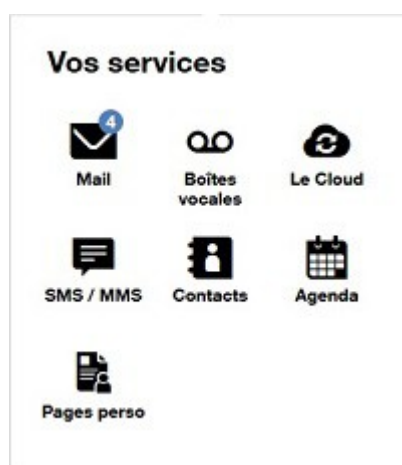 Vos services
4
Mail
Boîtes
vocales
Le Cloud
SMS / MMS
Contacts
Agenda
Pages perso